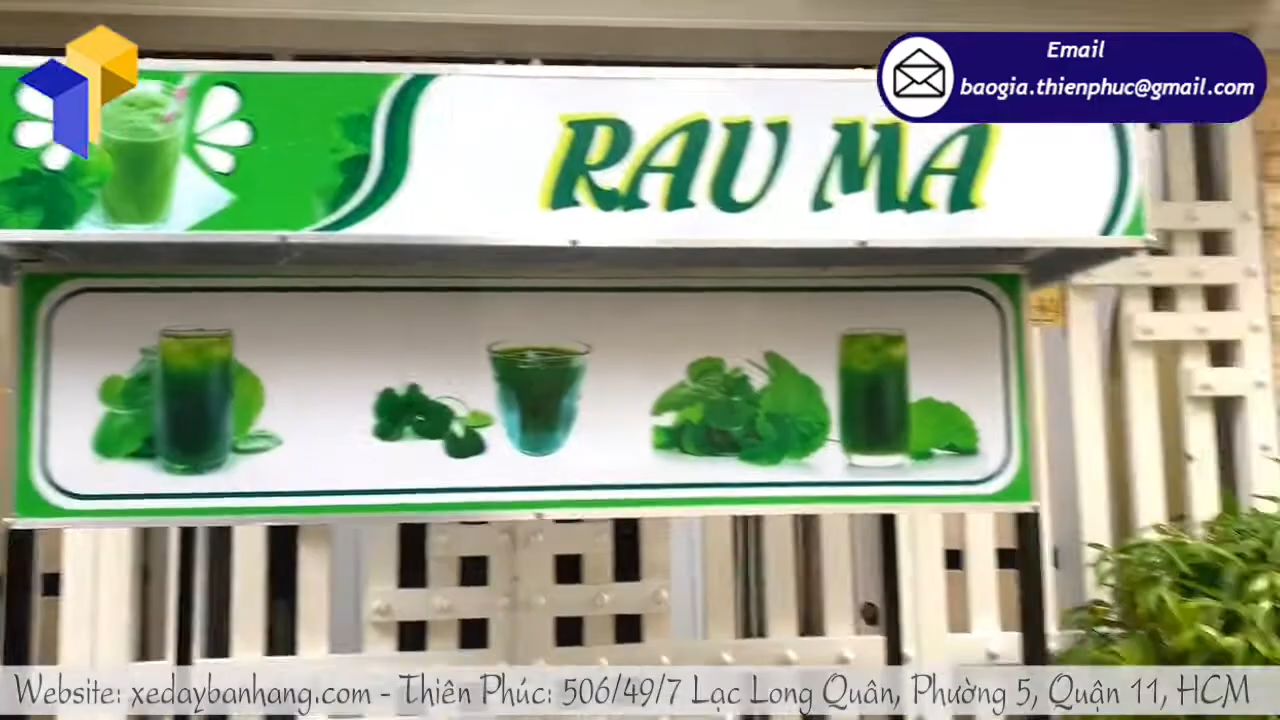 Email
baogia.thienphuc@gmail.com
RAU MA
Website: xedaybanhang.com - Thiên Phúc: 506/49/7 Lạc Long Quân, Phường 5, Quận 11, HCM